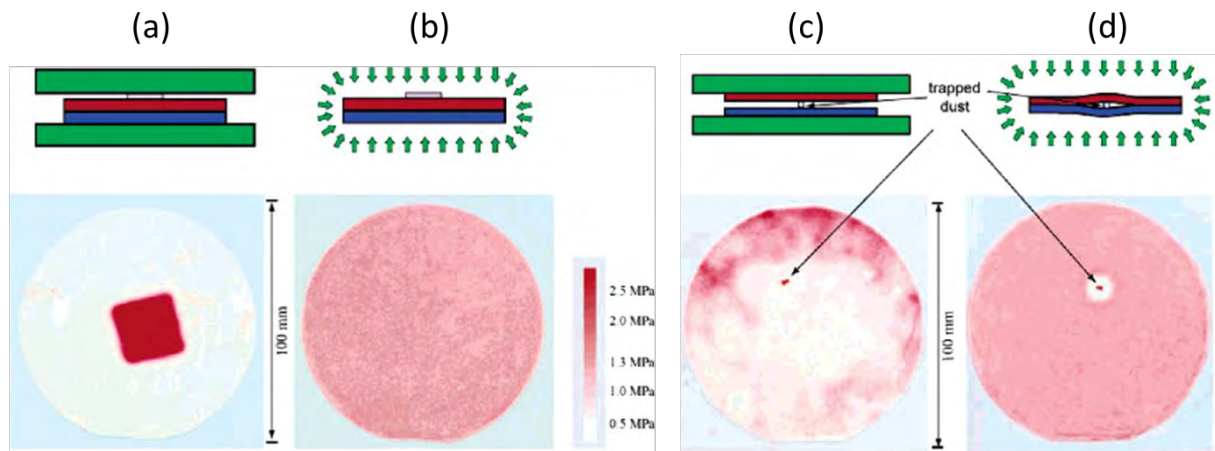 (a)
(b)
(c)
(d)
trapped
dust
100 mm
2.5 MPa
2.0 MPa
1.3 MPa
1.0 MPa
0.5 MPa
100 mm